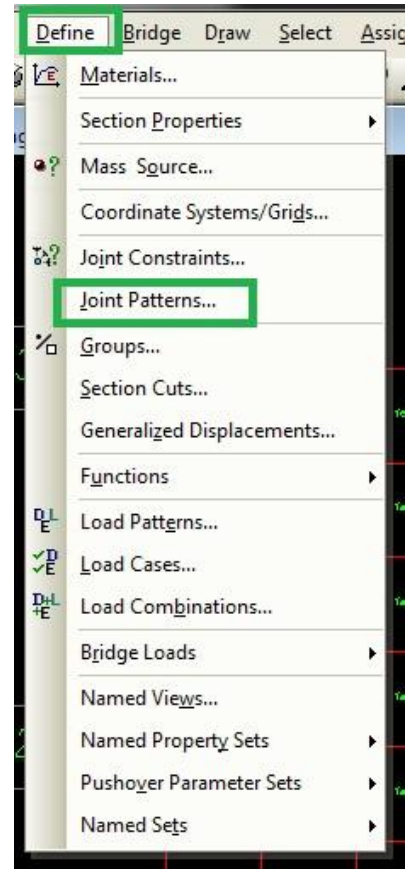 Define Bridge Draw Select Assig
Materials...
Section Properties
Mass Source...
Coordinate Systems/Grids...
Joint Constraints...
Joint Patterns...
Groups...
Section Cuts...
Generalized Displacements...
Functions
Load Patterns...
Load Cases...
Load Combinations...
Bridge Loads
Named Views...
Named Property Sets
Pushover Parameter Sets
Named Sets